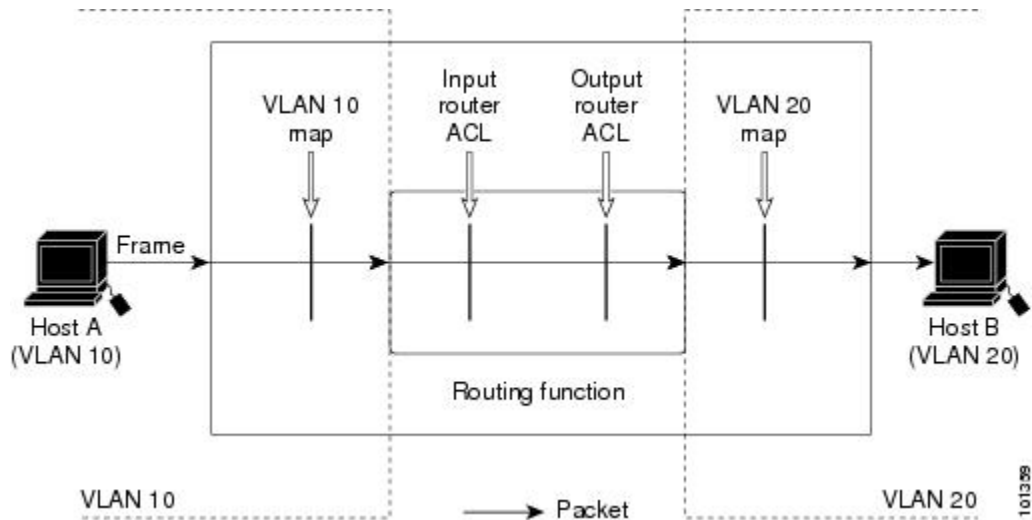 VLAN 10
map
Input
router
ACL
Output
router
ACL
VLAN 20
map
Frame
Host A
(VLAN 10)
Host B
(VLAN 20)
Routing function
VLAN 10
Packet
VLAN 20
101359